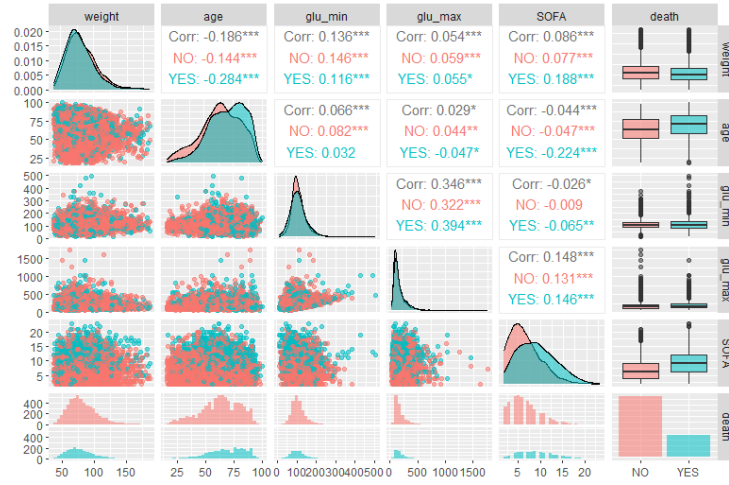 weight age glu_min glu_max SOFA death
0.020 Corr: -0.186*** Corr: 0.136*** Corr: 0.054*** Corr: 0.086*** weight
0.015
0.010 NO: -0.144*** NO: 0.146*** NO: 0.059*** NO: 0.077***
0.005 YES: -0.284*** YES: 0.116*** YES: 0.055* YES: 0.188***
0.000
100 Corr: 0.066*** Corr: 0.029* Corr: -0.044*** age
75 NO: 0.082*** NO: 0.044** NO: -0.047***
50
25 YES: 0.032 YES: -0.047* YES: -0.224***
500 Corr: 0.346*** Corr: -0.026* glu_min
400
300 NO: 0.322*** NO: -0.009
200
100 YES: 0.394*** YES: -0.065**
0
1500 Corr: 0.148*** glu_max
1000 NO: 0.131***
500 YES: 0.146***
0
20 SOFA
15
10
5
400 death
200
0
400
200
0
50 100 150 25 50 75 100 0 100 200 300 400 500 0 500 1000 1500 5 10 15 20 NO YES